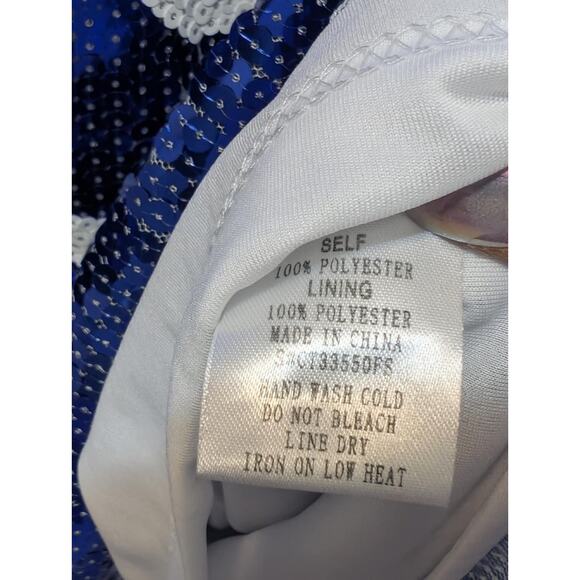 SELF
100% POLYESTER
LINING
100% POLYESTER
MADE IN CHINA
HAND WASH COLD
DO NOT BLEACH
LINE DRY
IRON ON LOW HEAT